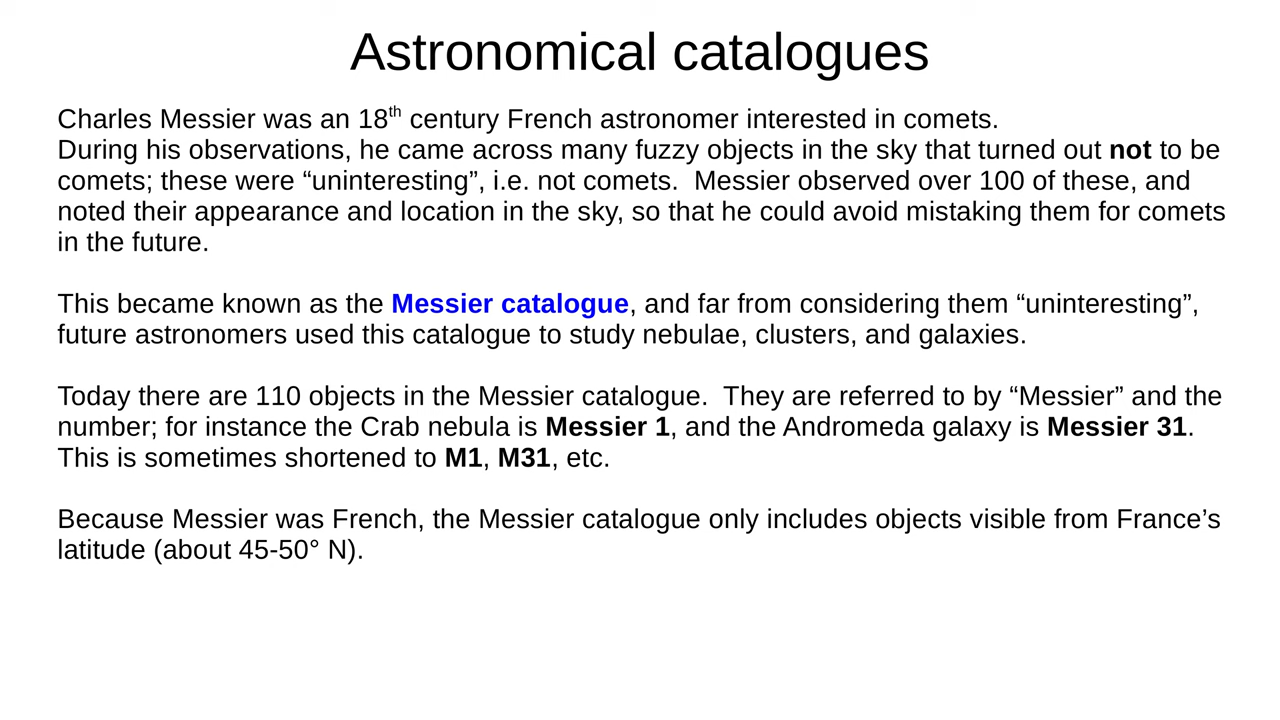 Astronomical catalogues
Charles Messier was an 18th century French astronomer interested in comets.
During his observations, he came across many fuzzy objects in the sky that turned out not to be
comets; these were “uninteresting”, i.e. not comets.  Messier observed over 100 of these, and
noted their appearance and location in the sky, so that he could avoid mistaking them for comets
in the future.
This became known as the Messier catalogue, and far from considering them “uninteresting”,
future astronomers used this catalogue to study nebulae, clusters, and galaxies.
Today there are 110 objects in the Messier catalogue.  They are referred to by “Messier” and the
number; for instance the Crab nebula is Messier 1, and the Andromeda galaxy is Messier 31.
This is sometimes shortened to M1, M31, etc.
Because Messier was French, the Messier catalogue only includes objects visible from France’s
latitude (about 45-50° N).